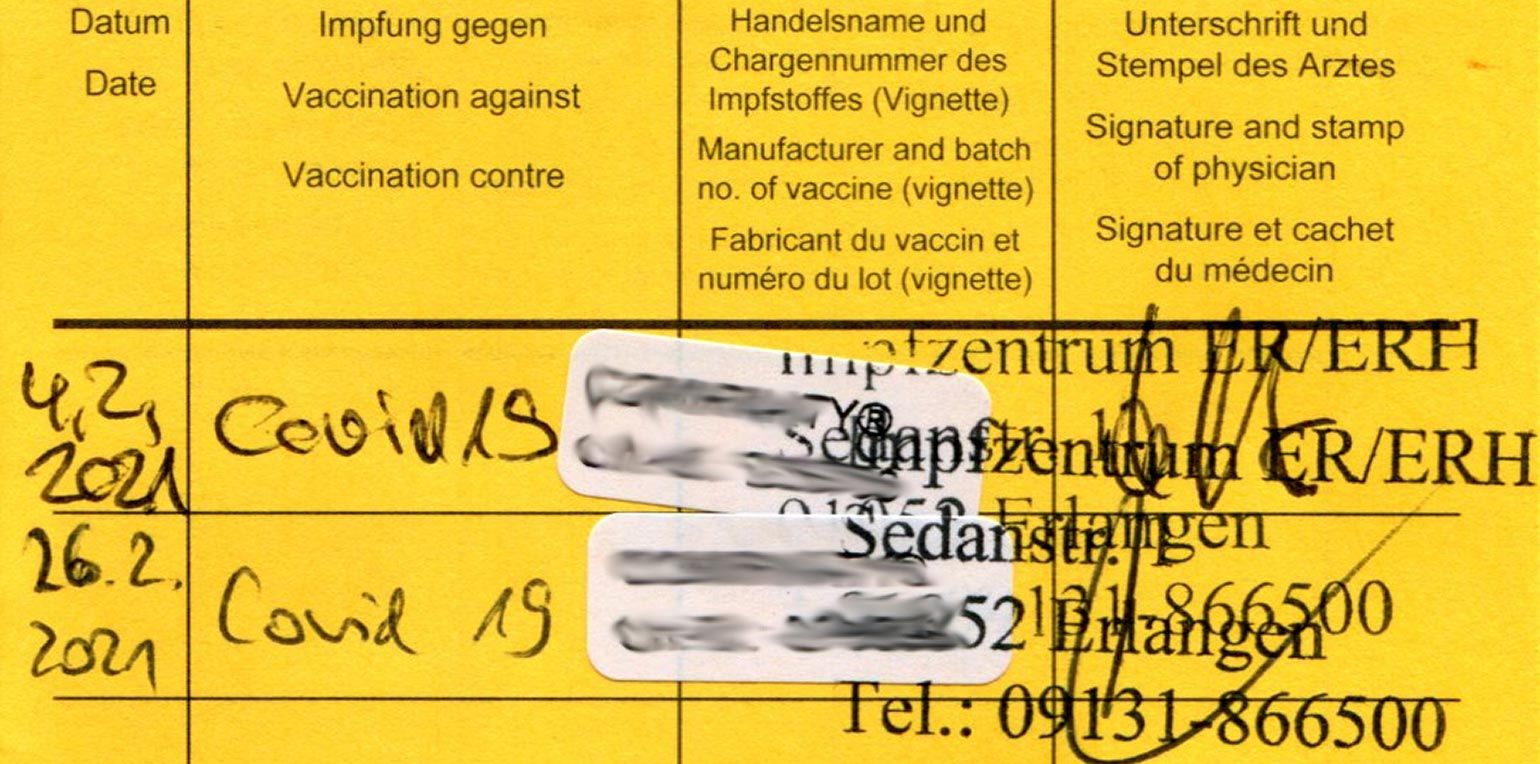 Datum
Date
Impfung gegen
Vaccination against
Vaccination contre
Handelsname und
Chargennummer des
Impfstoffes (Vignette)
Manufacturer and batch
no. of vaccine (vignette)
Fabricant du vaccin et
numéro du lot (vignette)
Unterschrift und
Stempel des Arztes
Signature and stamp
of physician
Signature et cachet
du médecin
4.2.
2021
Covid 19
Y®
Impfzentrum ER/ERH
Sedanstr. 1
Erlangen
131-866500
26.2.
2021
Covid 19
Impfzentrum ER/ERH
Sedanstr. 1
52 Erlangen
Tel.: 09131-866500